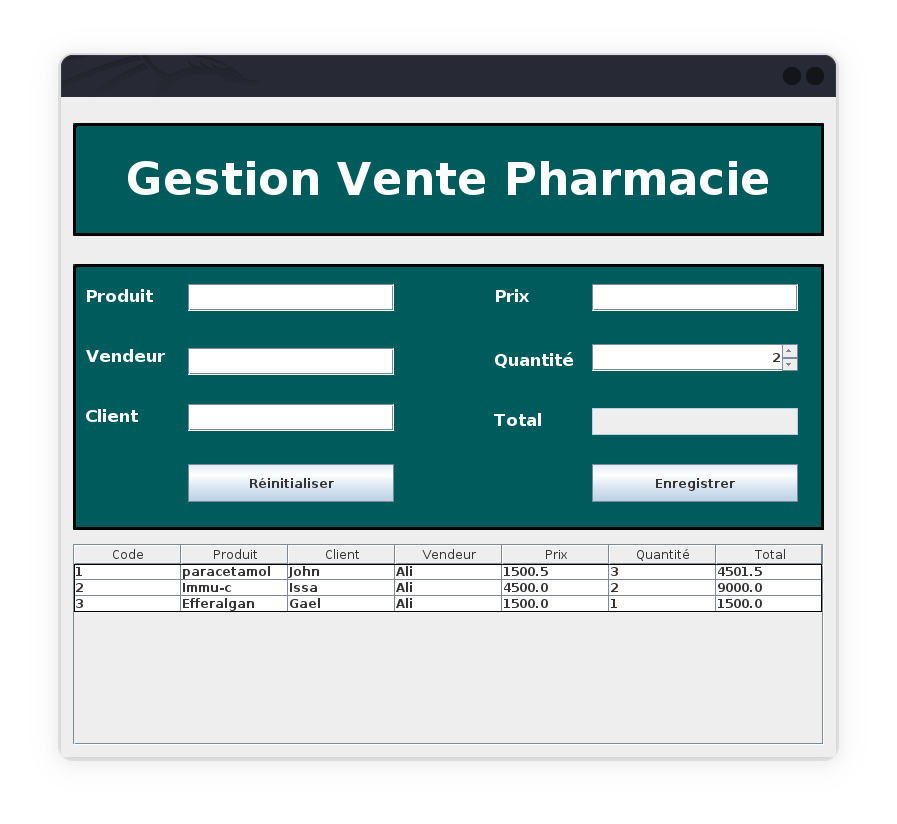 Gestion Vente Pharmacie
Produit Prix
Vendeur Quantité 2
Client Total
Réinitialiser Enregistrer
Code Produit Client Vendeur Prix Quantité Total
1 paracetamol John Ali 1500.5 3 4501.5
2 Immu-c Issa Ali 4500.0 2 9000.0
3 Efferalgan Gael Ali 1500.0 1 1500.0